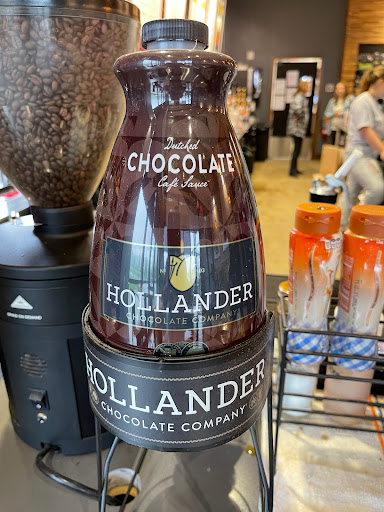 Dutched
CHOCOLATE
Café Sauce
HOLLANDER
CHOCOLATE COMPANY
HOLLANDER
CHOCOLATE COMPANY